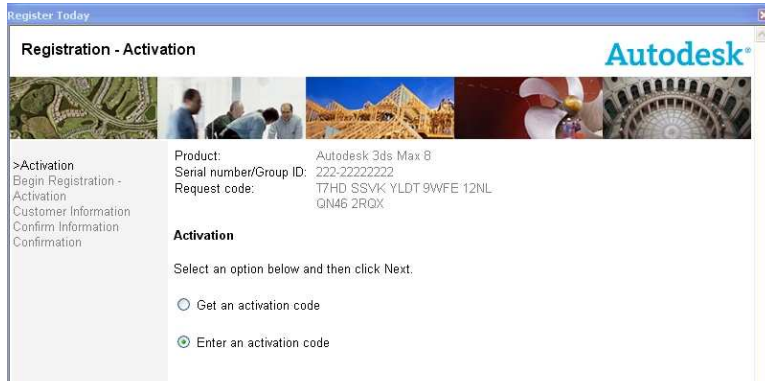 Register Today
Registration - Activation
Autodesk®
>Activation
Begin Registration -
Activation
Customer Information
Confirm Information
Confirmation
Product: Autodesk 3ds Max 8
Serial number/Group ID: 222-22222222
Request code: T7HD SSVK YLDT 9WFE 12NL
QN46 2RQX
Activation
Select an option below and then click Next.
Get an activation code
Enter an activation code